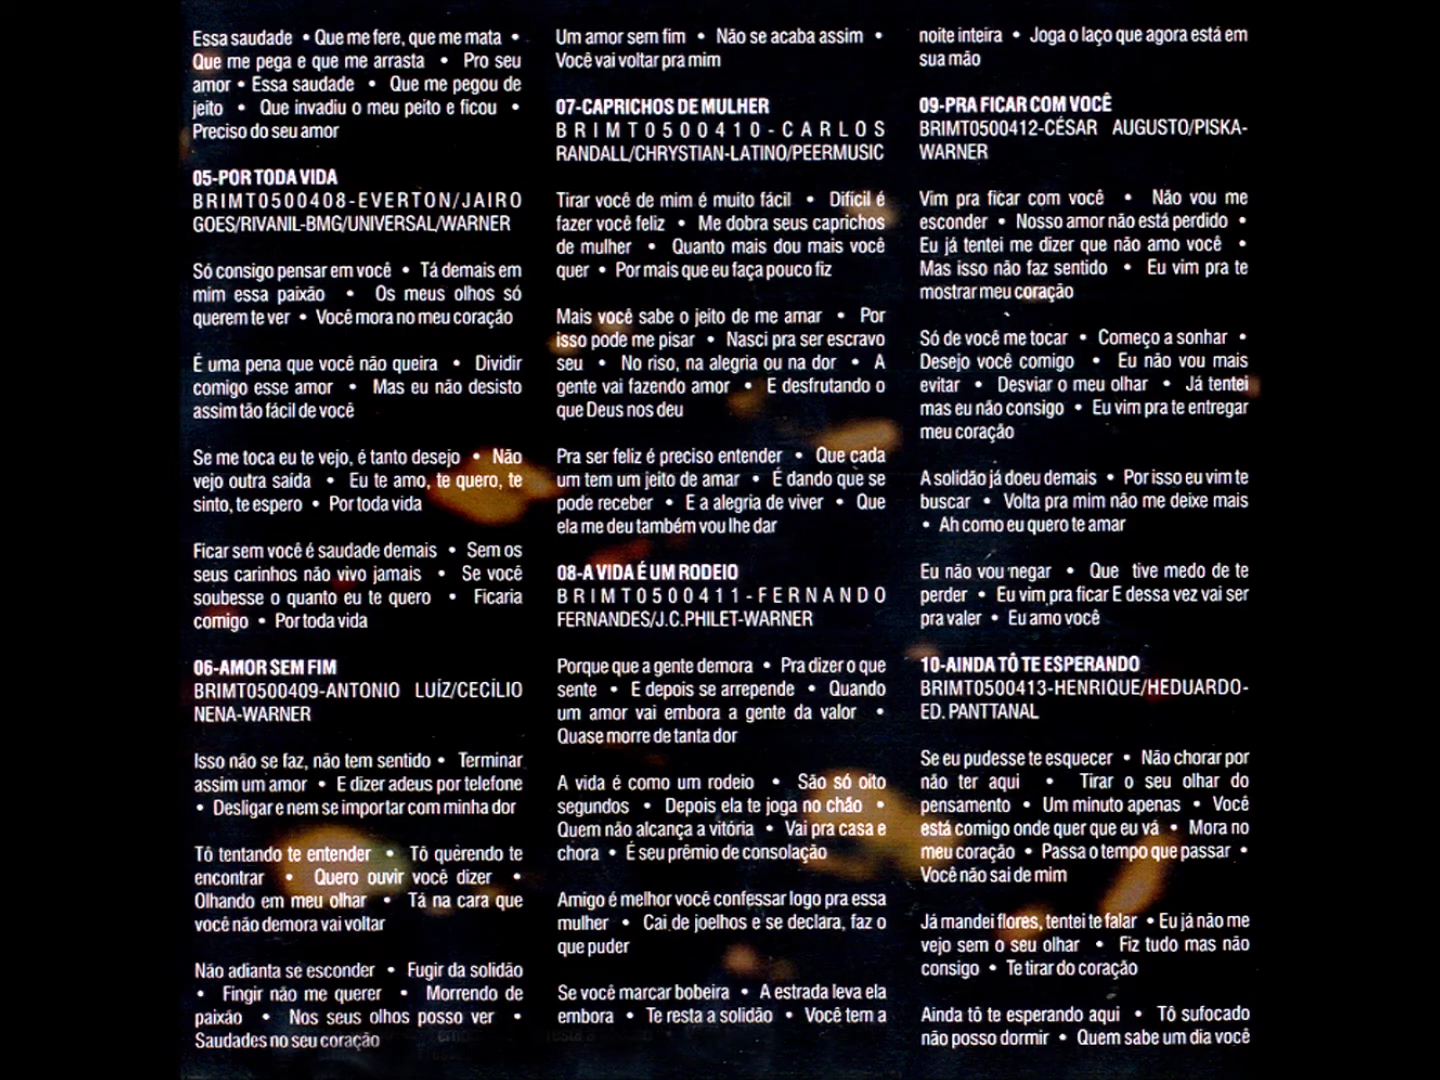 Essa saudade • Que me fere, que me mata •
Que me pega e que me arrasta • Pro seu
amor • Essa saudade • Que me pegou de
jeito • Que invadiu o meu peito e ficou •
Preciso do seu amor
05-POR TODA VIDA
BRIMT0500408-EVERTON/JAIRO
GOES/RIVANIL-BMG/UNIVERSAL/WARNER
Só consigo pensar em você • Tá demais em
mim essa paixão • Os meus olhos só
querem te ver • Você mora no meu coração
É uma pena que você não queira • Dividir
comigo esse amor • Mas eu não desisto
assim tão fácil de você
Se me toca eu te vejo, é tanto desejo • Não
vejo outra saída • Eu te amo, te quero, te
sinto, te espero • Por toda vida
Ficar sem você é saudade demais • Sem os
seus carinhos não vivo jamais • Se você
soubesse o quanto eu te quero • Ficaria
comigo • Por toda vida
06-AMOR SEM FIM
BRIMT0500409-ANTONIO LUÍZ/CECÍLIO
NENA-WARNER
Isso não se faz, não tem sentido • Terminar
assim um amor • E dizer adeus por telefone
• Desligar e nem se importar com minha dor
Tô tentando te entender • Tô querendo te
encontrar • Quero ouvir você dizer •
Olhando em meu olhar • Tá na cara que
você não demora vai voltar
Não adianta se esconder • Fugir da solidão
• Fingir não me querer • Morrendo de
paixão • Nos seus olhos posso ver •
Saudades no seu coração
Um amor sem fim • Não se acaba assim •
Você vai voltar pra mim
07-CAPRICHOS DE MULHER
BRIMT0500410-CARLOS
RANDALL/CHRYSTIAN-LATINO/PEERMUSIC
Tirar você de mim é muito fácil • Difícil é
fazer você feliz • Me dobra seus caprichos
de mulher • Quanto mais dou mais você
quer • Por mais que eu faça pouco fiz
Mais você sabe o jeito de me amar • Por
isso pode me pisar • Nasci pra ser escravo
seu • No riso, na alegria ou na dor • A
gente vai fazendo amor • E desfrutando o
que Deus nos deu
Pra ser feliz é preciso entender • Que cada
um tem um jeito de amar • É dando que se
pode receber • E a alegria de viver • Que
ela me deu também vou lhe dar
08-A VIDA É UM RODEIO
BRIMT0500411-FERNANDO
FERNANDES/J.C.PHILET-WARNER
Porque que a gente demora • Pra dizer o que
sente • E depois se arrepende • Quando
um amor vai embora a gente da valor •
Quase morre de tanta dor
A vida é como um rodeio • São só oito
segundos • Depois ela te joga no chão •
Quem não alcança a vitória • Vai pra casa e
chora • É seu prêmio de consolação
Amigo é melhor você confessar logo pra essa
mulher • Cai de joelhos e se declara, faz o
que puder
Se você marcar bobeira • A estrada leva ela
embora • Te resta a solidão • Você tem a
noite inteira • Joga o laço que agora está em
sua mão
09-PRA FICAR COM VOCÊ
BRIMT0500412-CÉSAR AUGUSTO/PISKA-
WARNER
Vim pra ficar com você • Não vou me
esconder • Nosso amor não está perdido •
Eu já tentei me dizer que não amo você •
Mas isso não faz sentido • Eu vim pra te
mostrar meu coração
Só de você me tocar • Começo a sonhar •
Desejo você comigo • Eu não vou mais
evitar • Desviar o meu olhar • Já tentei
mas eu não consigo • Eu vim pra te entregar
meu coração
A solidão já doeu demais • Por isso eu vim te
buscar • Volta pra mim não me deixe mais
• Ah como eu quero te amar
Eu não vou negar • Que tive medo de te
perder • Eu vim pra ficar E dessa vez vai ser
pra valer • Eu amo você
10-AINDA TÔ TE ESPERANDO
BRIMT0500413-HENRIQUE/HEDUARDO-
ED. PANTTANAL
Se eu pudesse te esquecer • Não chorar por
não ter aqui • Tirar o seu olhar do
pensamento • Um minuto apenas • Você
está comigo onde quer que eu vá • Mora no
meu coração • Passa o tempo que passar •
Você não sai de mim
Já mandei flores, tentei te falar • Eu já não me
vejo sem o seu olhar • Fiz tudo mas não
consigo • Te tirar do coração
Ainda tô te esperando aqui • Tô sufocado
não posso dormir • Quem sabe um dia você